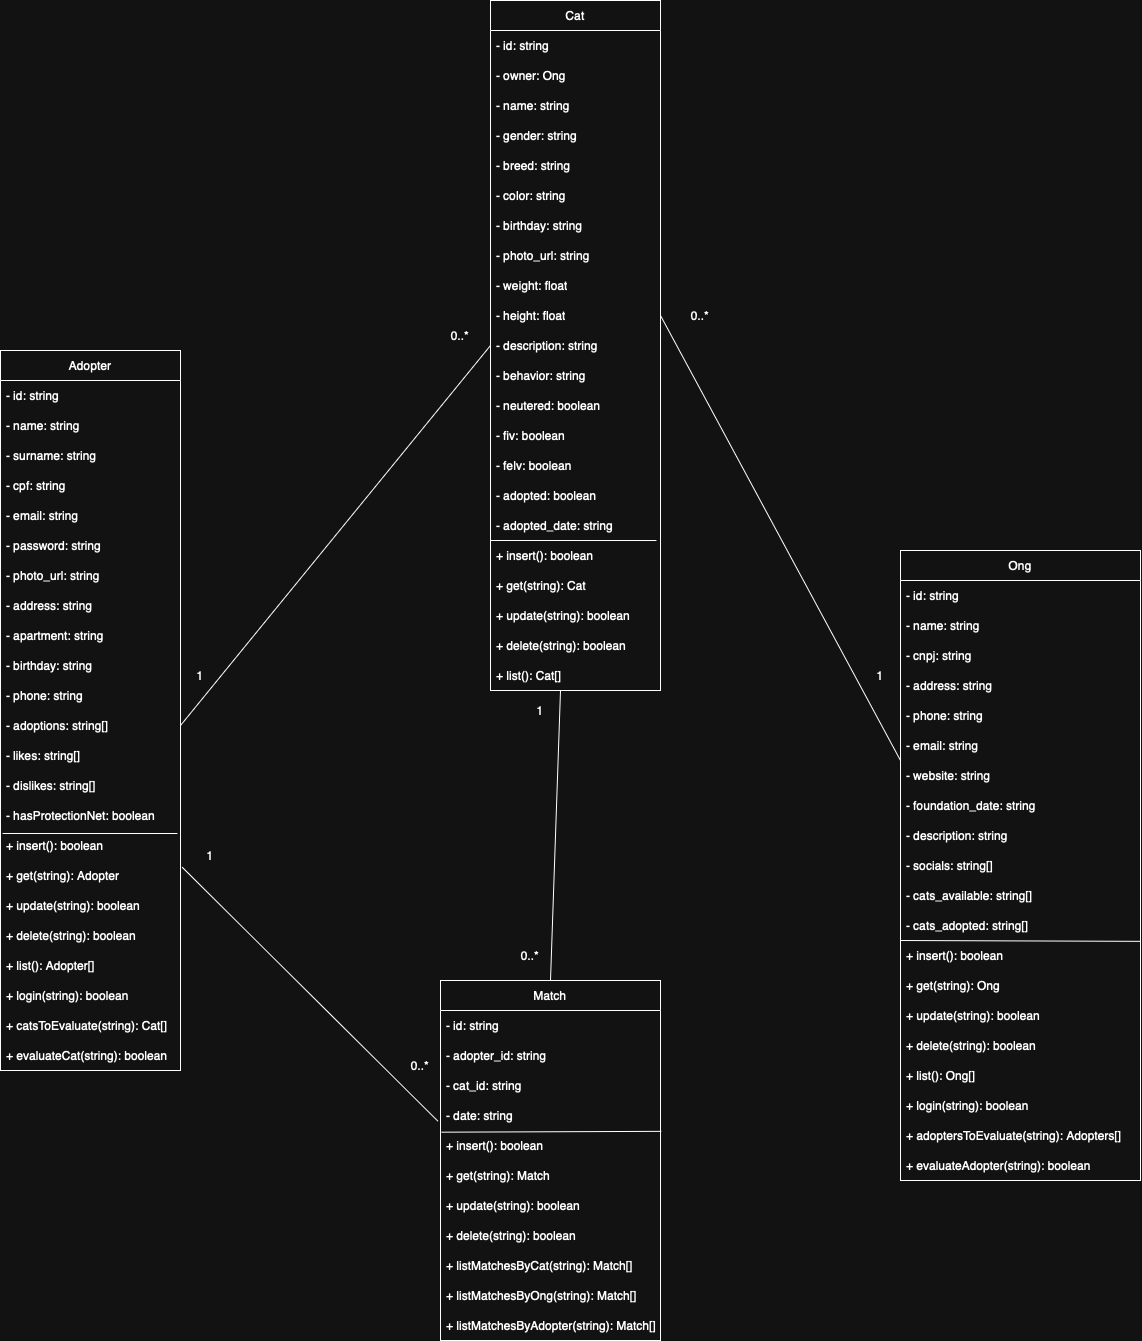 Cat
- id: string
- owner: Ong
- name: string
- gender: string
- breed: string
- color: string
- birthday: string
- photo_url: string
- weight: float
- height: float
- description: string
- behavior: string
- neutered: boolean
- fiv: boolean
- felv: boolean
- adopted: boolean
- adopted_date: string
+ insert(): boolean
+ get(string): Cat
+ update(string): boolean
+ delete(string): boolean
+ list(): Cat[]
0..*
0..*
1
1
1
1
0..*
0..*
Adopter
- id: string
- name: string
- surname: string
- cpf: string
- email: string
- password: string
- photo_url: string
- address: string
- apartment: string
- birthday: string
- phone: string
- adoptions: string[]
- likes: string[]
- dislikes: string[]
- hasProtectionNet: boolean
+ insert(): boolean
+ get(string): Adopter
+ update(string): boolean
+ delete(string): boolean
+ list(): Adopter[]
+ login(string): boolean
+ catsToEvaluate(string): Cat[]
+ evaluateCat(string): boolean
Ong
- id: string
- name: string
- cnpj: string
- address: string
- phone: string
- email: string
- website: string
- foundation_date: string
- description: string
- socials: string[]
- cats_available: string[]
- cats_adopted: string[]
+ insert(): boolean
+ get(string): Ong
+ update(string): boolean
+ delete(string): boolean
+ list(): Ong[]
+ login(string): boolean
+ adoptersToEvaluate(string): Adopters[]
+ evaluateAdopter(string): boolean
Match
- id: string
- adopter_id: string
- cat_id: string
- date: string
+ insert(): boolean
+ get(string): Match
+ update(string): boolean
+ delete(string): boolean
+ listMatchesByCat(string): Match[]
+ listMatchesByOng(string): Match[]
+ listMatchesByAdopter(string): Match[]